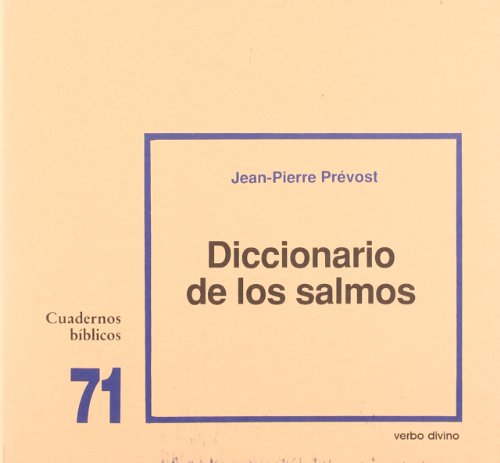 Jean-Pierre Prévost
Diccionario
de los salmos
Cuadernos
bíblicos
71
verbo divino